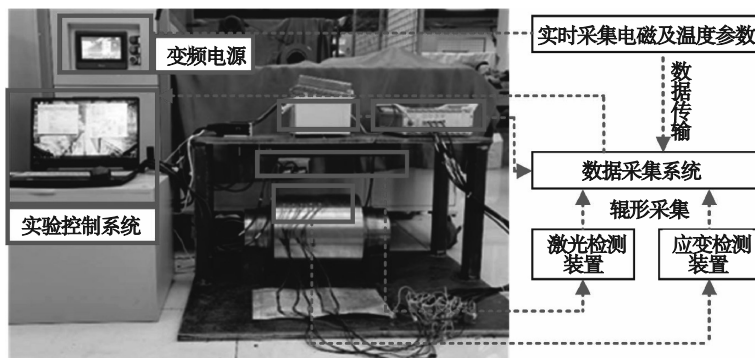 变频电源
实时采集电磁及温度参数
数据传输
数据采集系统
实验控制系统
辊形采集
激光检测
装置
应变检测
装置